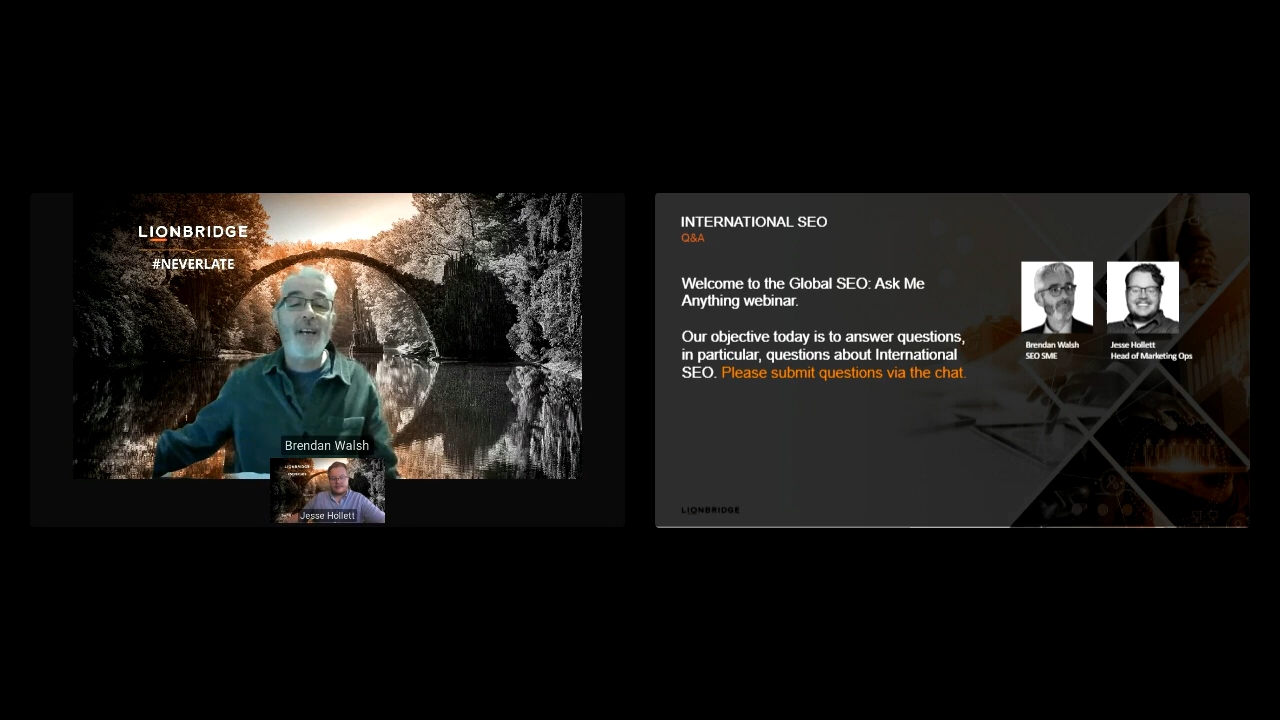 LIONBRIDGE
#NEVERLATE
Brendan Walsh
LIONBRIDGE
Jesse Hollett
INTERNATIONAL SEO
Q&A
Welcome to the Global SEO: Ask Me
Anything webinar.
Our objective today is to answer questions,
in particular, questions about International
SEO. Please submit questions via the chat.
Brendan Walsh
SEO SME
Jesse Hollett
Head of Marketing Ops
LIONBRIDGE